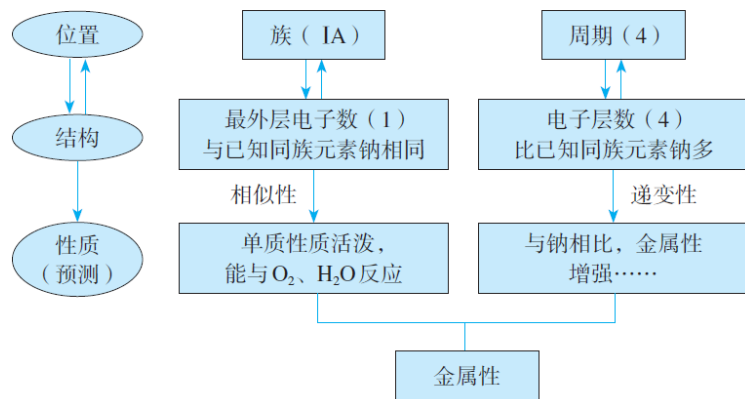 位置
族（ⅠA）
周期（4）
结构
最外层电子数（1）
与已知同族元素钠相同
电子层数（4）
比已知同族元素钠多
相似性
递变性
性质
（预测）
单质性质活泼，
能与O₂、H₂O反应
与钠相比，金属性
增强……
金属性